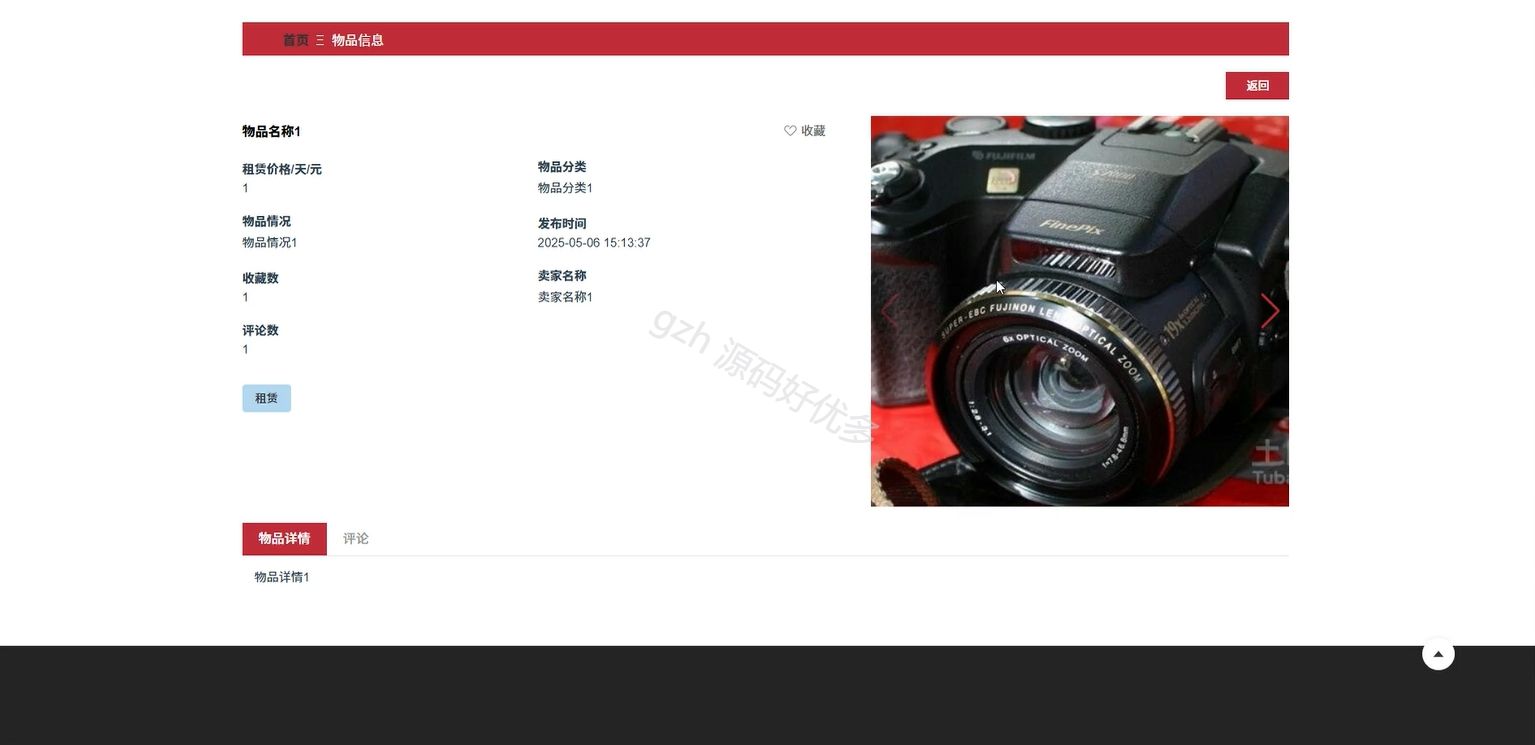 首页 物品信息
返回
物品名称1
收藏
租赁价格/天/元
1
物品分类
物品分类1
物品情况
物品情况1
发布时间
2025-05-06 15:13:37
收藏数
1
卖家名称
卖家名称1
评论数
1
租赁
gzh 源码好优多
FUJIFILM
S7000
FinePix
SUPER-EBC FUJINON LENS OPTICAL ZOOM
6x OPTICAL ZOOM
土
Tuba
物品详情 评论
物品详情1